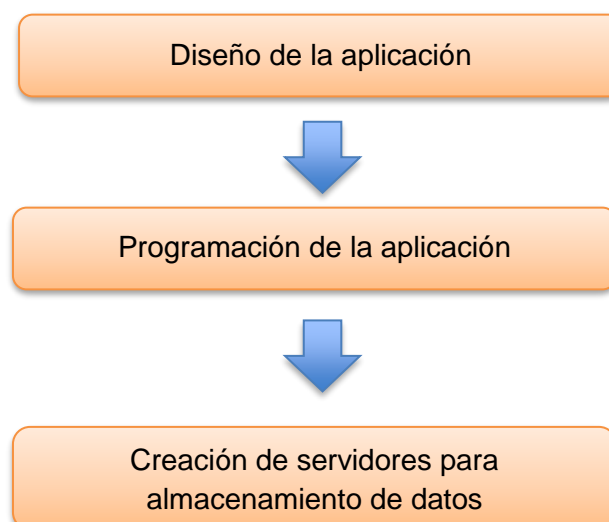 Diseño de la aplicación
Programación de la aplicación
Creación de servidores para
almacenamiento de datos